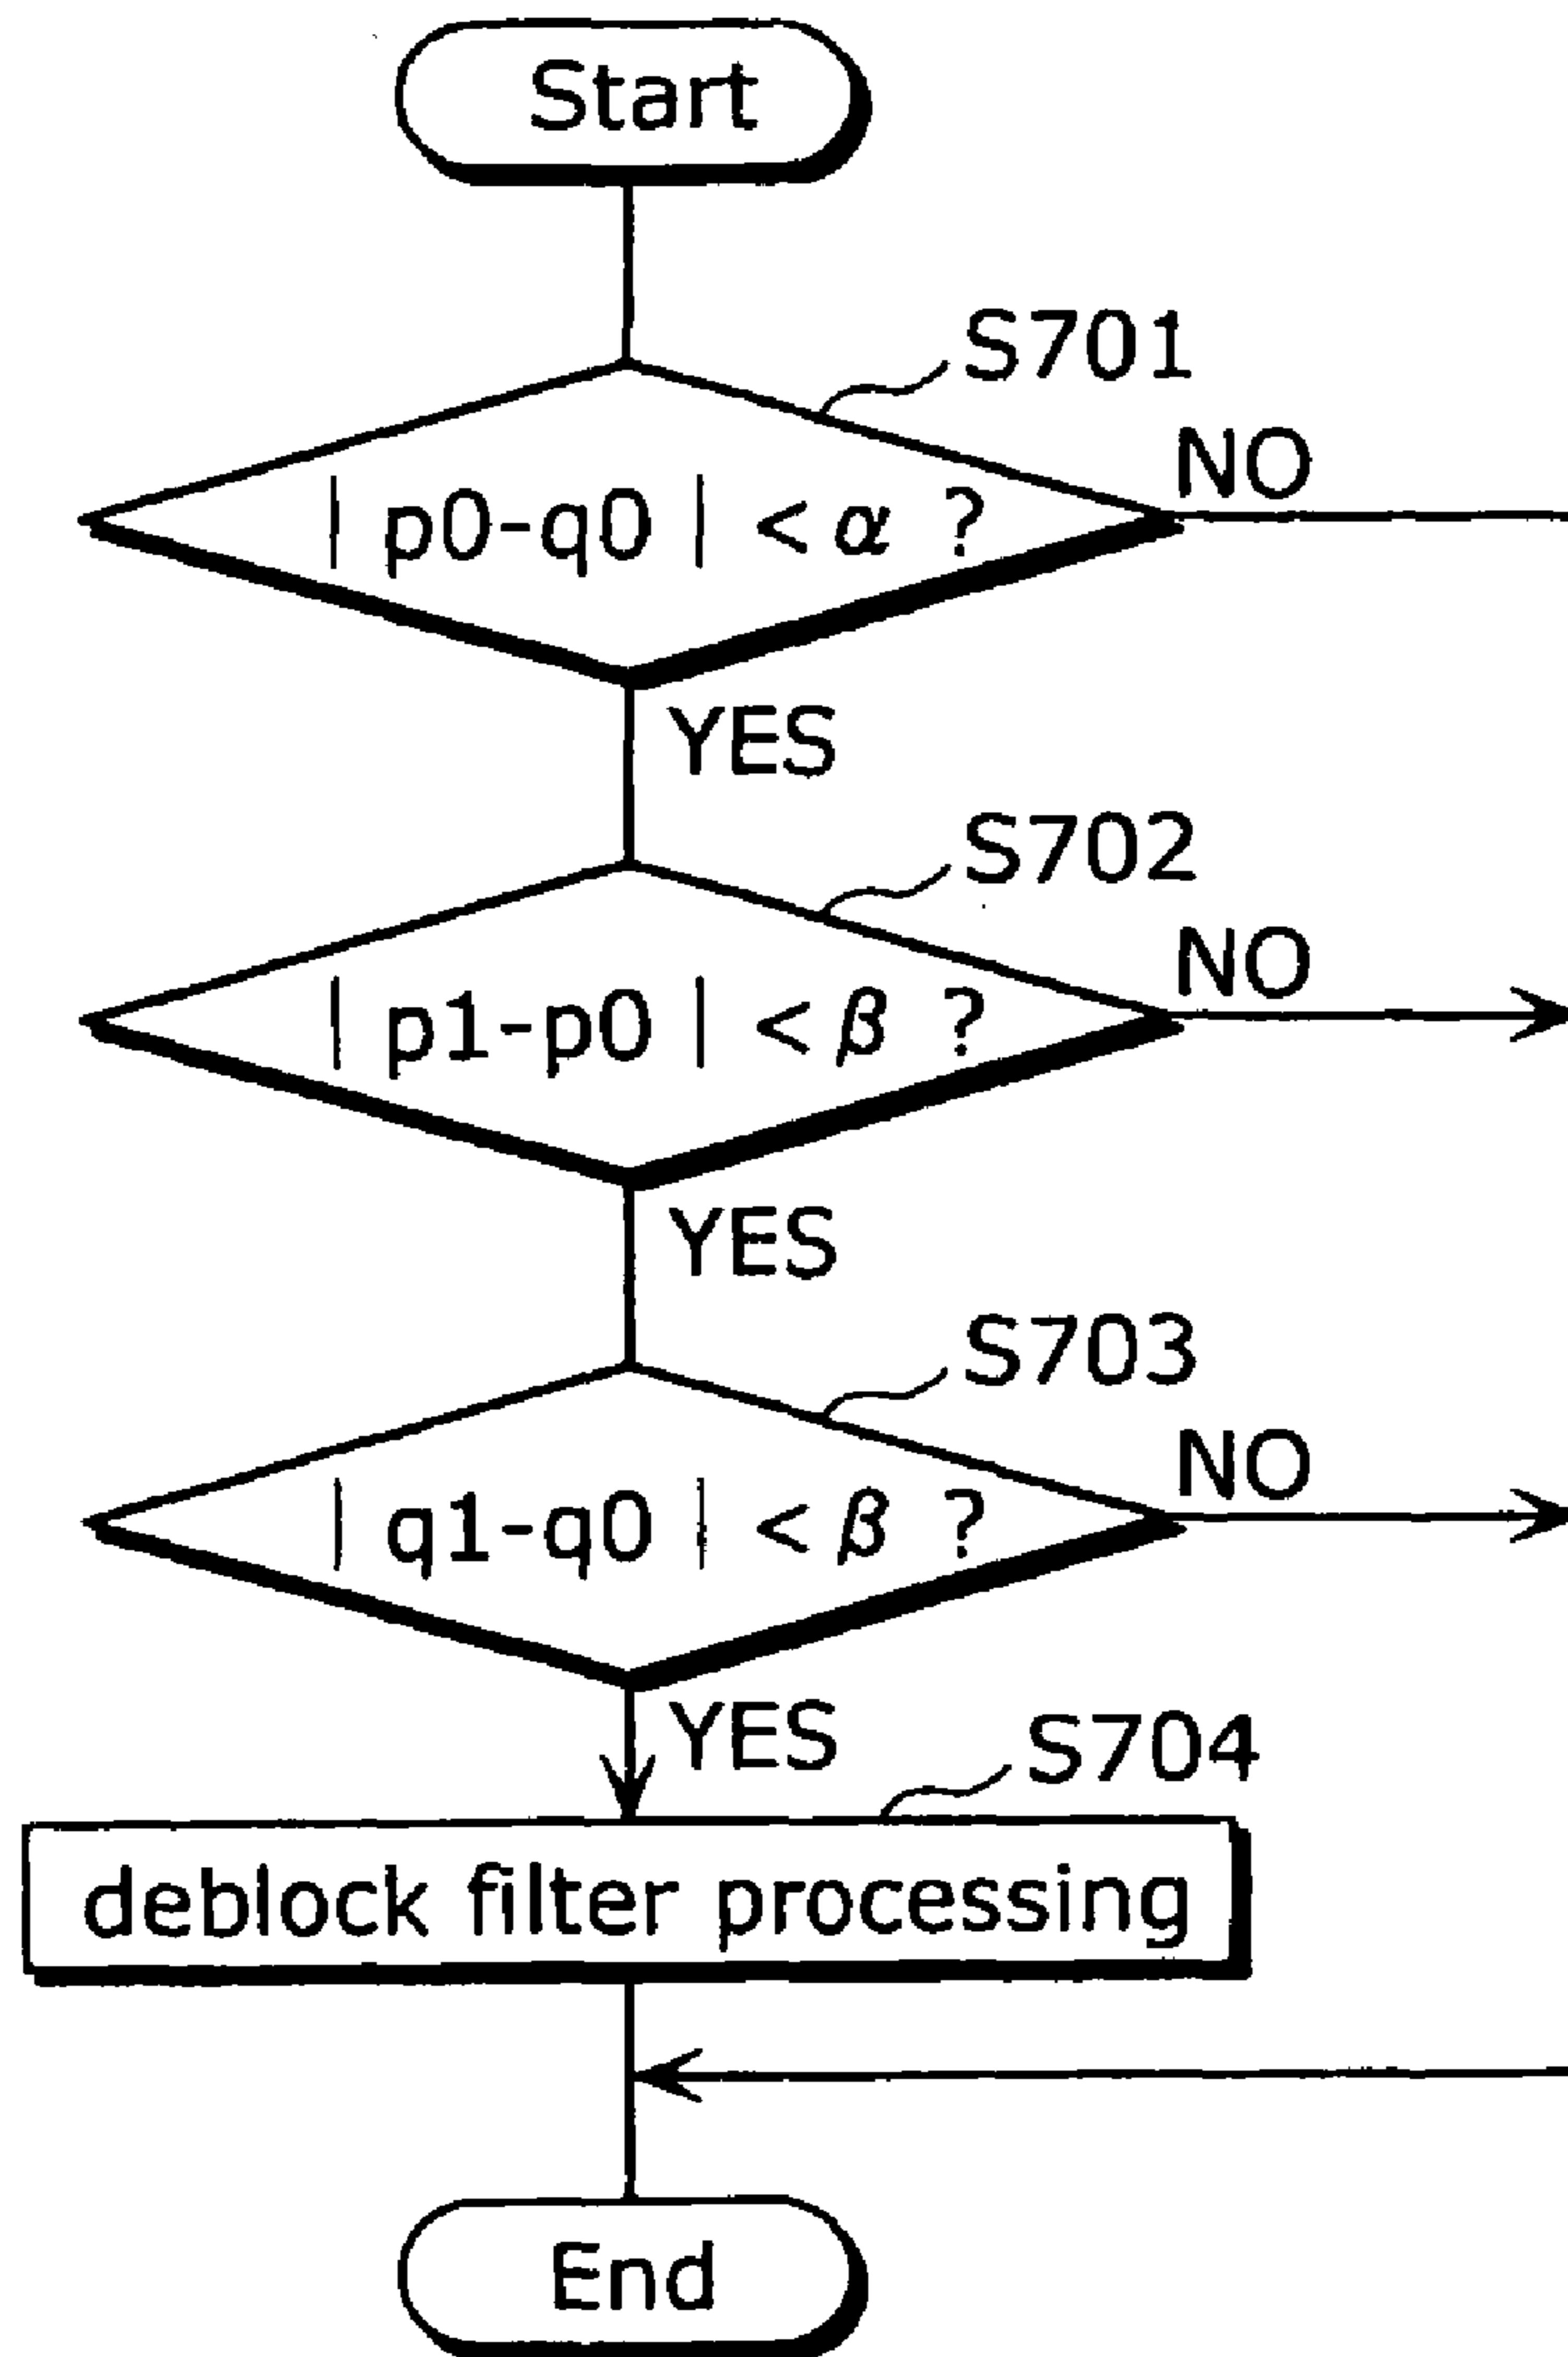 Start
S701
NO
| p0-q0 | < α ?
YES
S702
NO
| p1-p0 | < β ?
YES
S703
NO
| q1-q0 | < β ?
YES
S704
deblock filter processing
End